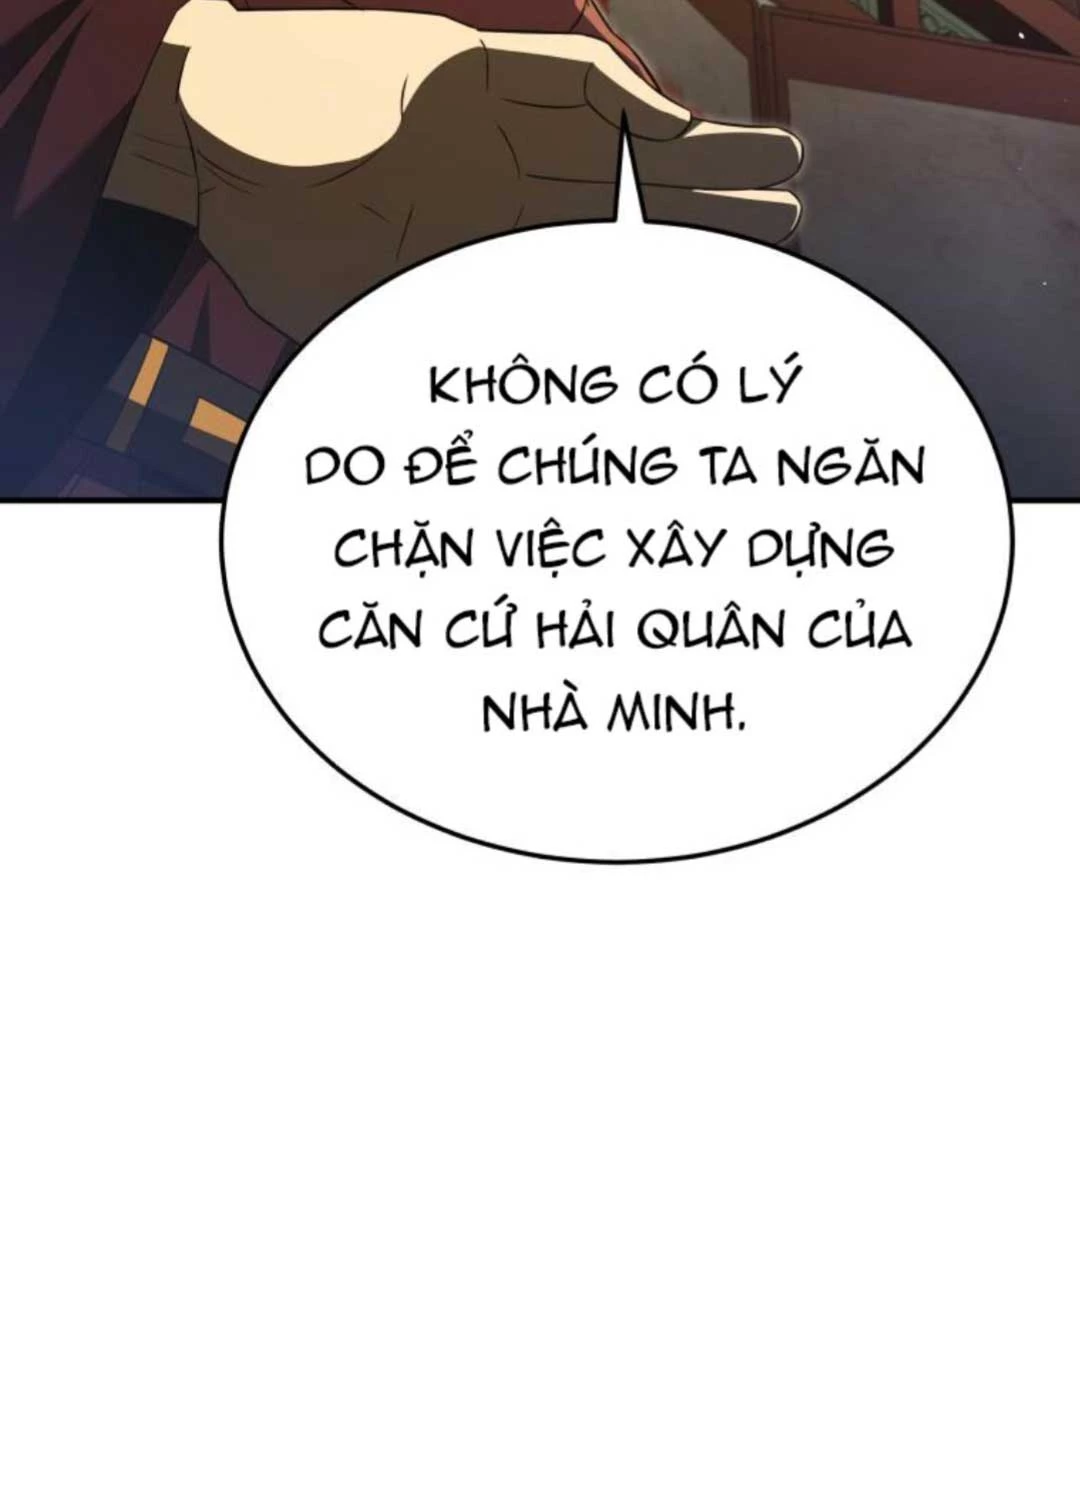 KHÔNG CÓ LÝ
DO ĐỂ CHÚNG TA NGĂN
CHẶN VIỆC XÂY DỰNG
CĂN CỨ HẢI QUÂN CỦA
NHÀ MINH.